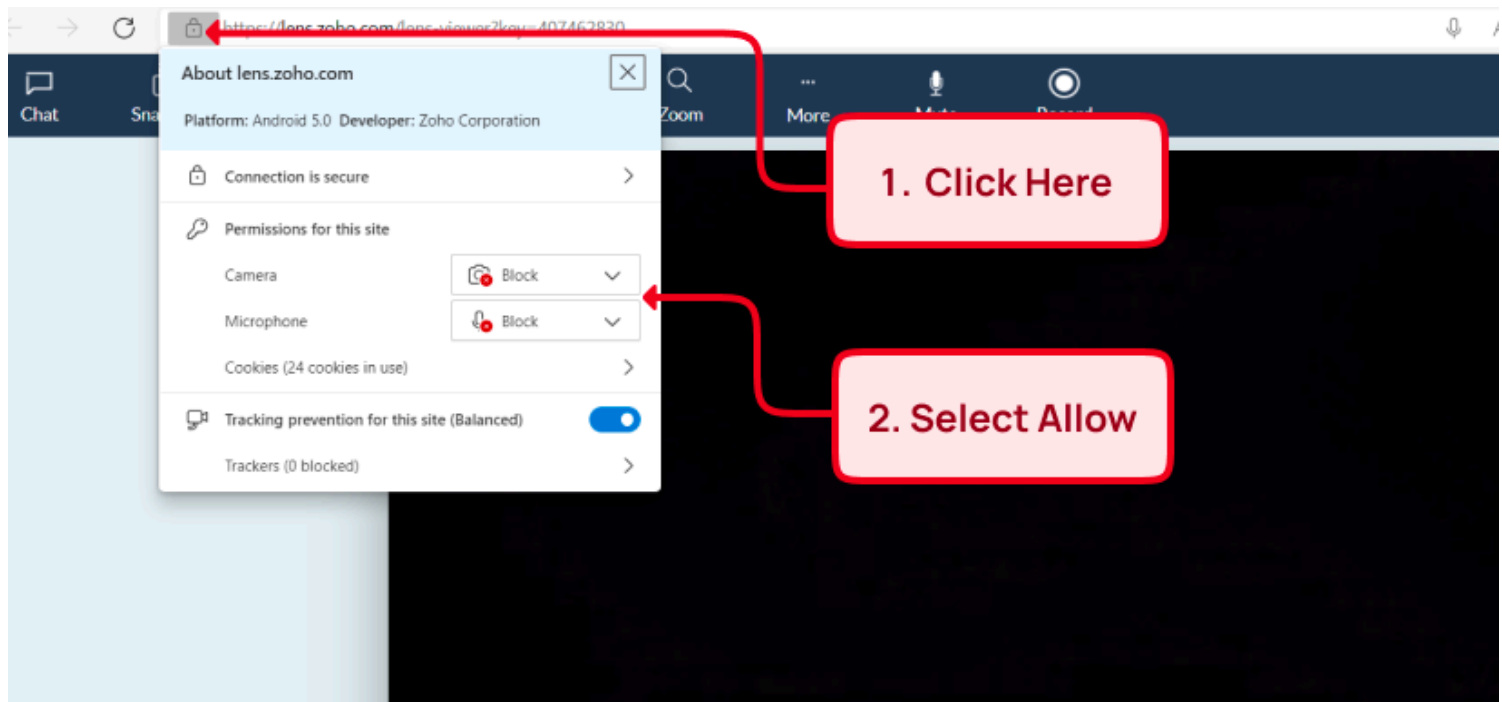 https://lens.zoho.com/lens-viewer?key=407462830
About lens.zoho.com
Platform: Android 5.0 Developer: Zoho Corporation
Chat
Sna
Zoom
More
Mute
Record
Connection is secure
Permissions for this site
Camera
Block
Microphone
Block
Cookies (24 cookies in use)
Tracking prevention for this site (Balanced)
Trackers (0 blocked)
1. Click Here
2. Select Allow